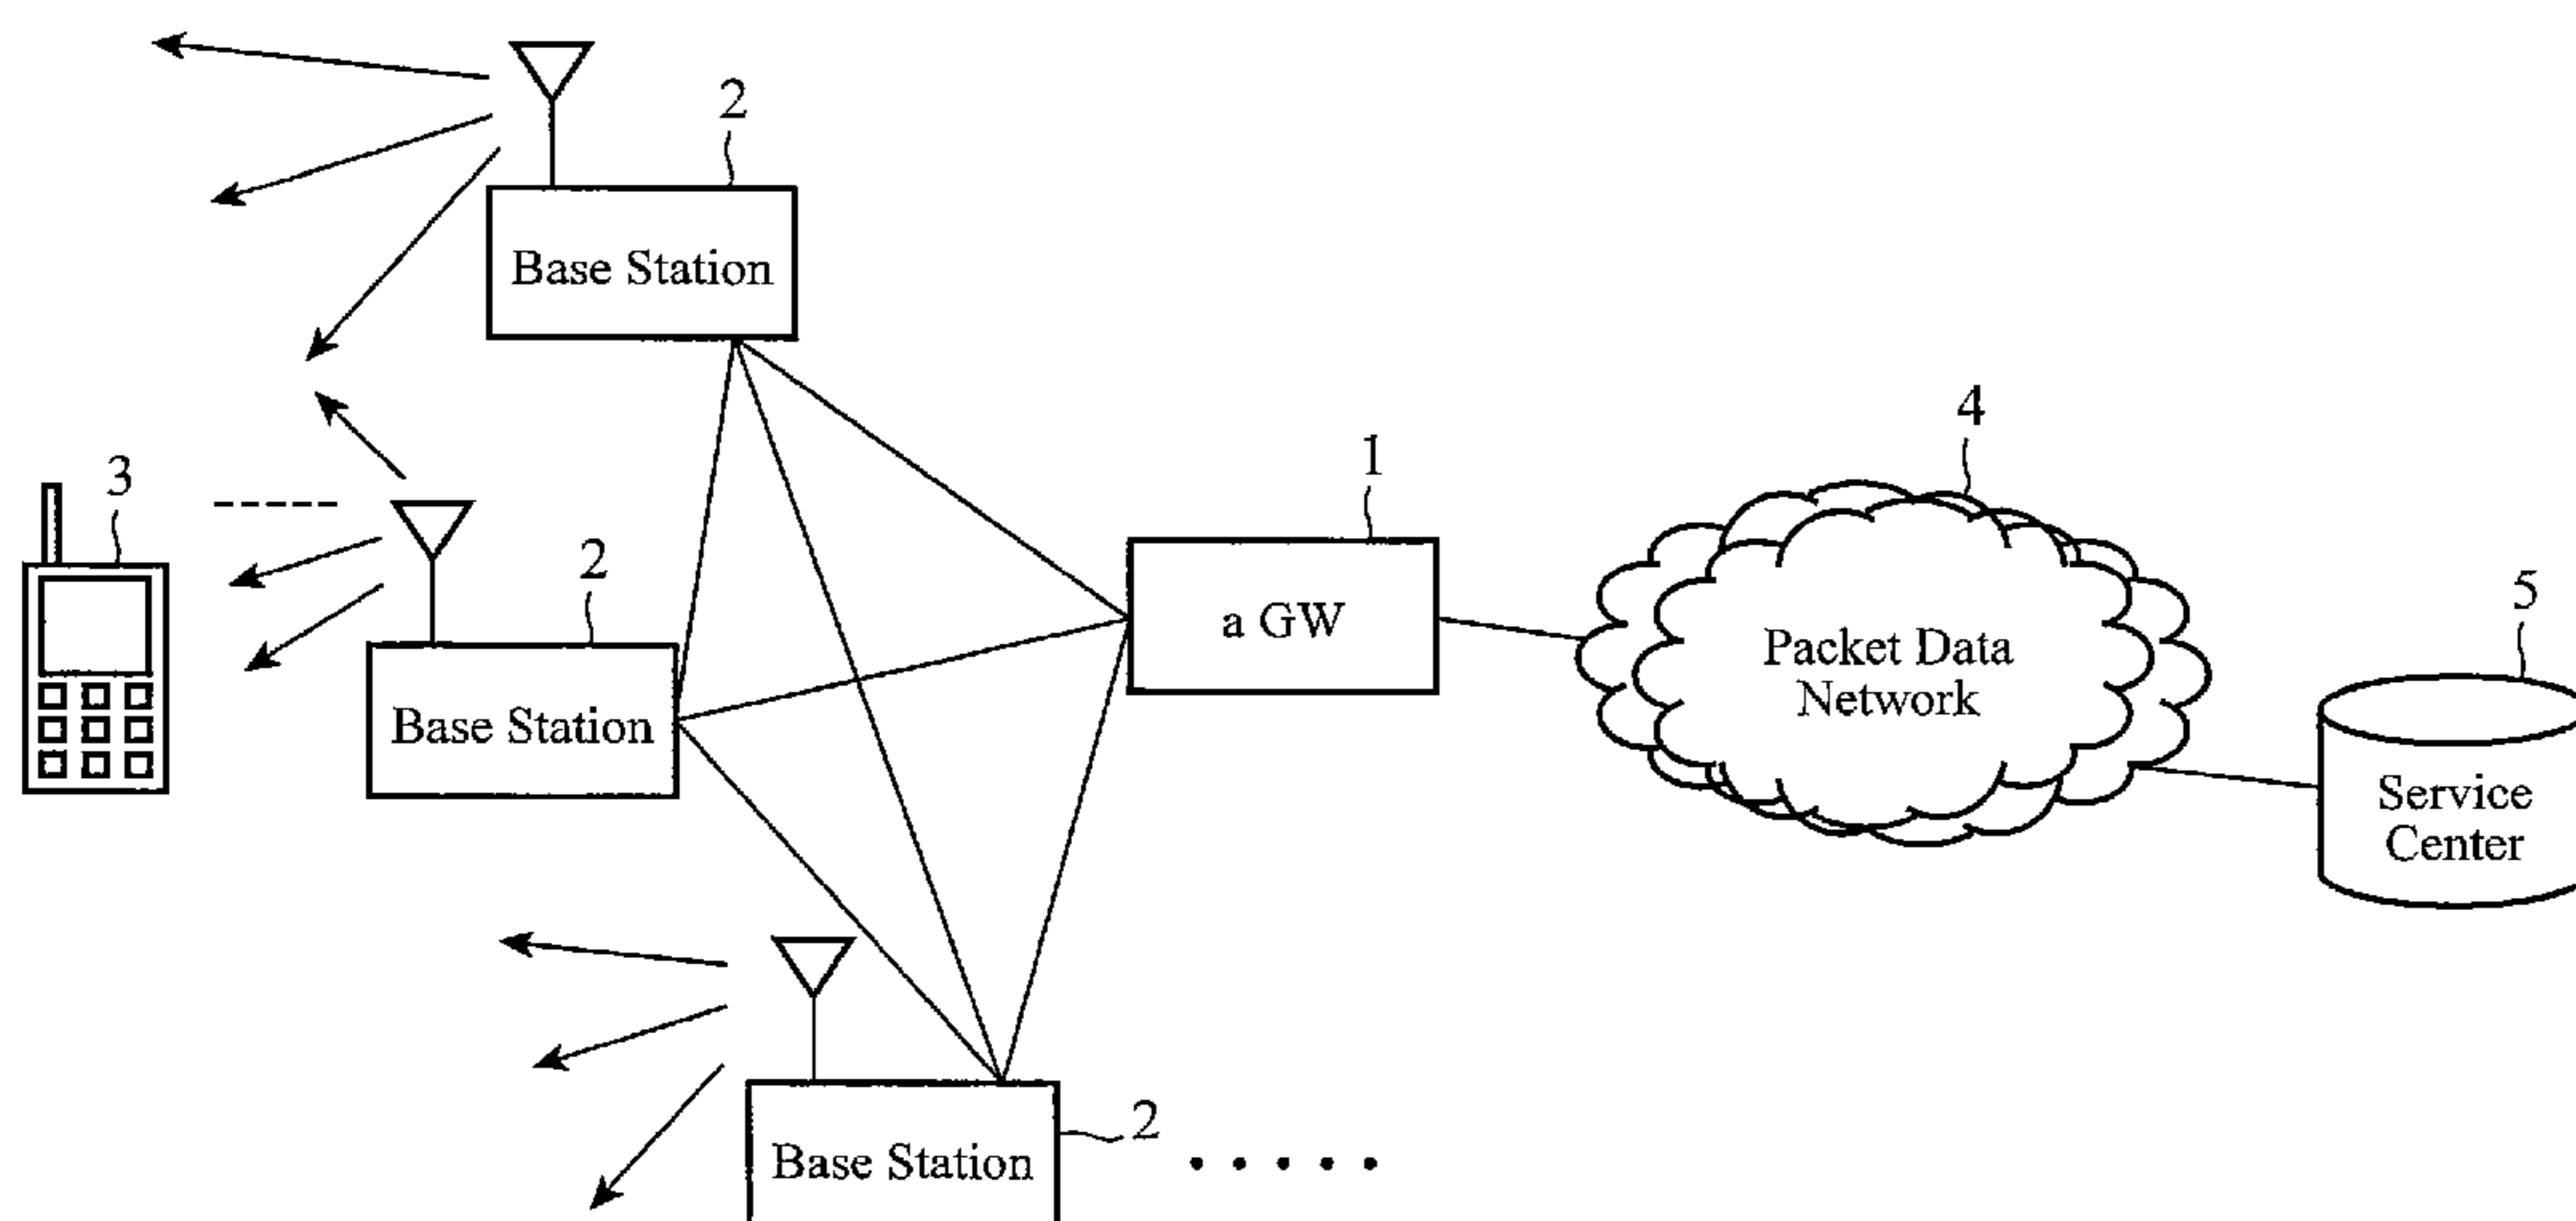 2
Base Station
3
2
Base Station
1
a GW
4
Packet Data
Network
5
Service
Center
2
Base Station